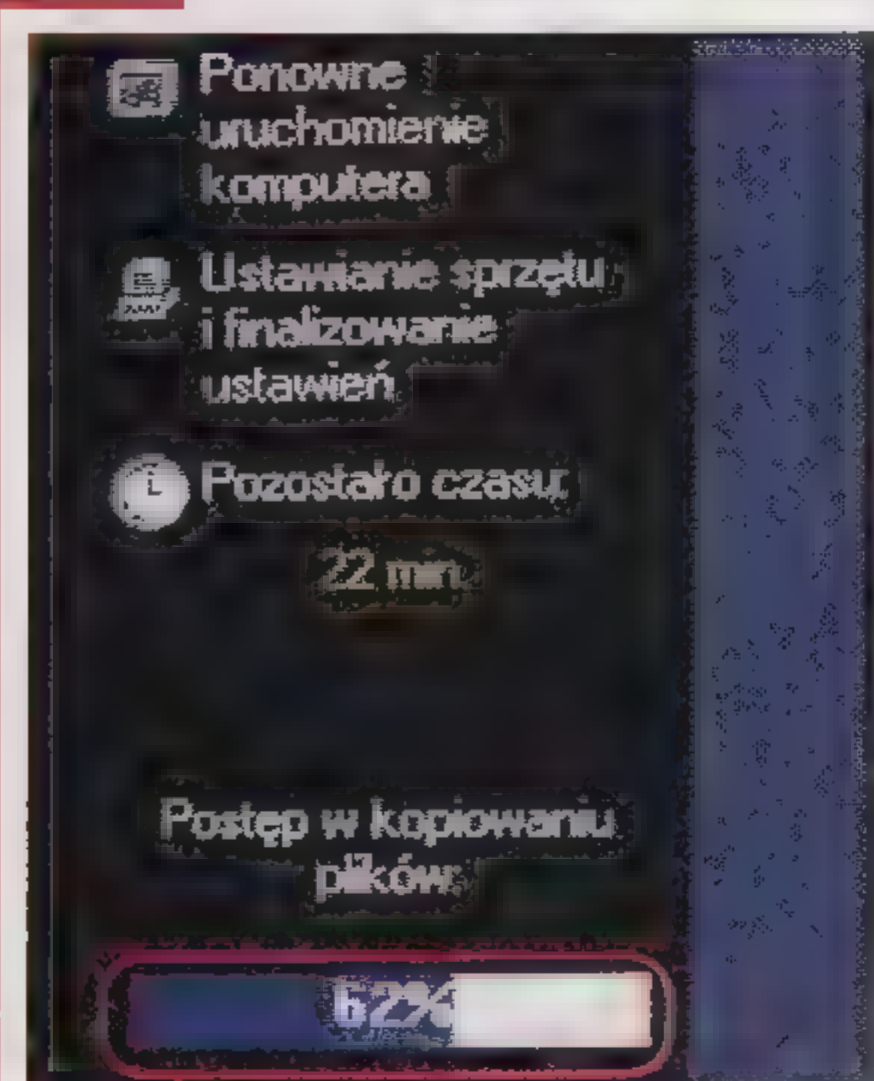 Ponowne
uruchomienie
komputera
Ustawianie sprzętu
i finalizowanie
ustawień
Pozostało czasu:
22 min
Postęp w kopiowaniu
plików:
62%